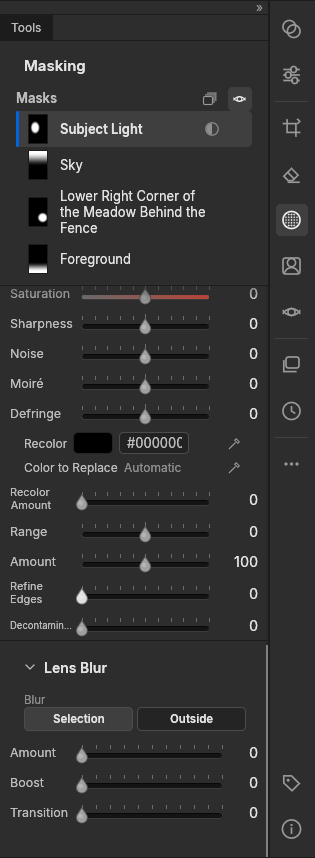 »
Tools
Masking
Masks
Subject Light
Sky
Lower Right Corner of
the Meadow Behind the
Fence
Foreground
Saturation 0
Sharpness 0
Noise 0
Moiré 0
Defringe 0
Recolor #000000
Color to Replace Automatic
Recolor
Amount 0
Range 0
Amount 100
Refine
Edges 0
Decontamin... 0
Lens Blur
Blur
Selection Outside
Amount 0
Boost 0
Transition 0